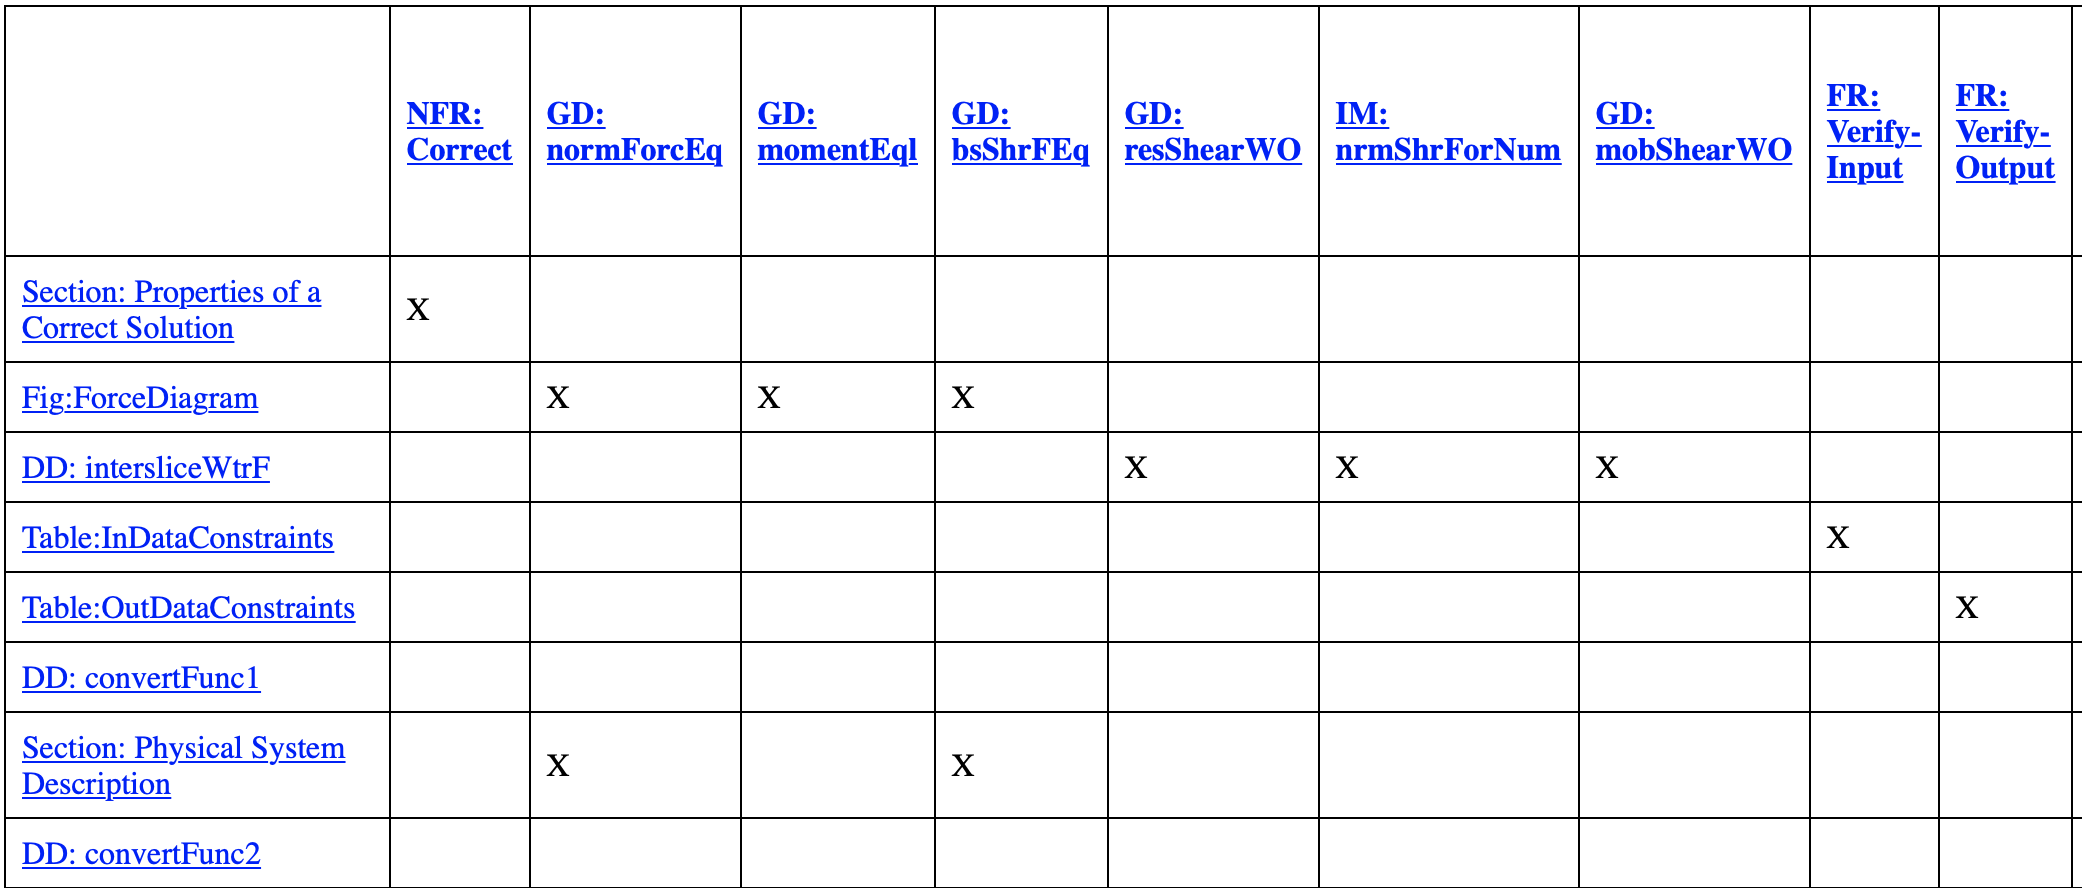 NFR:
Correct
GD:
normForcEq
GD:
momentEql
GD:
bsShrFEq
GD:
resShearWO
IM:
nrmShrForNum
GD:
mobShearWO
FR:
Verify-
Input
FR:
Verify-
Output
Section: Properties of a
Correct Solution
X
Fig:ForceDiagram
X X X
DD: intersliceWtrF
X X X
Table:InDataConstraints
X
Table:OutDataConstraints
X
DD: convertFunc1
Section: Physical System
Description
X X
DD: convertFunc2